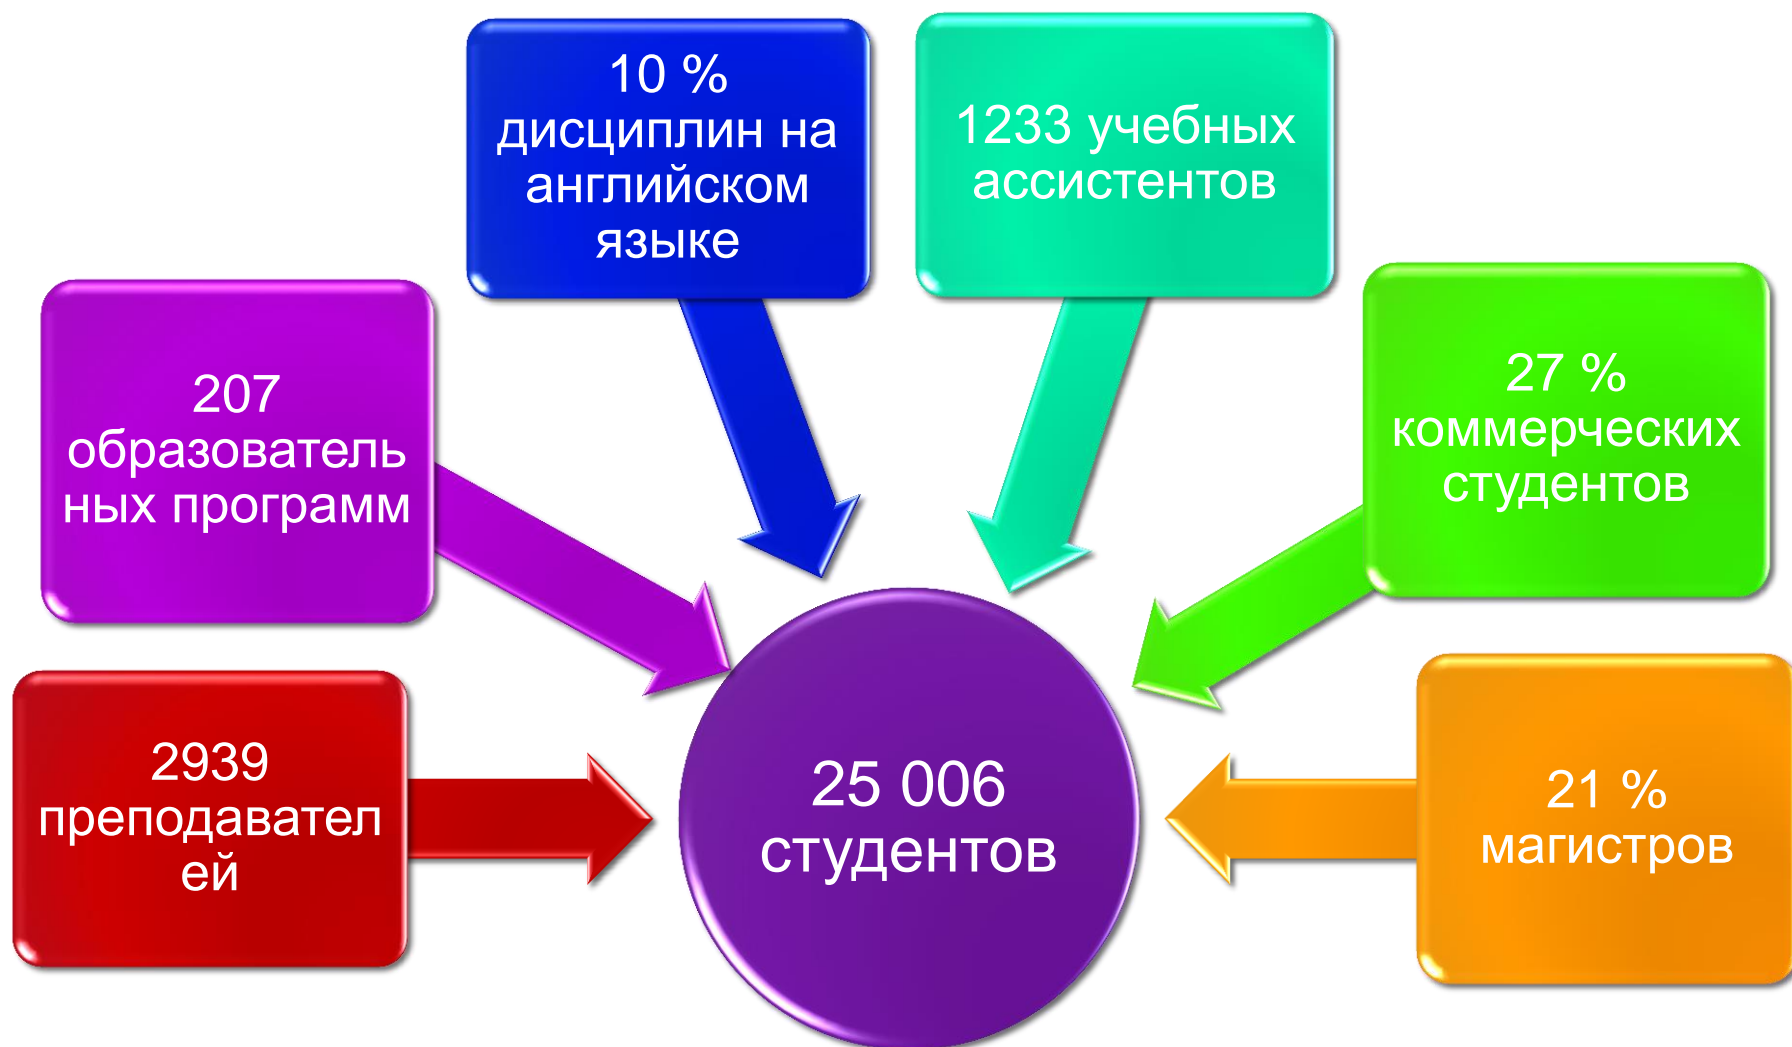 10 %
дисциплин на
английском
языке
1233 учебных
ассистентов
207
образователь
ных программ
27 %
коммерческих
студентов
2939
преподавател
ей
25 006
студентов
21 %
магистров